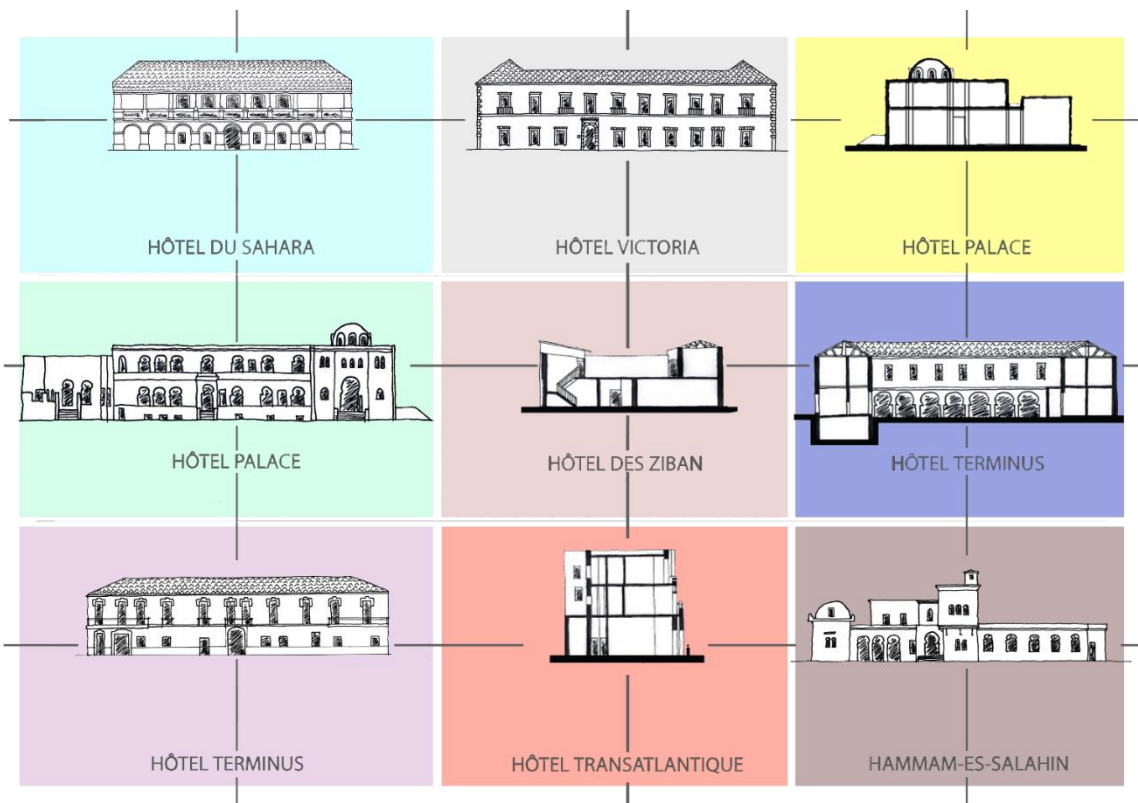 HÔTEL DU SAHARA
HÔTEL VICTORIA
HÔTEL PALACE
HÔTEL PALACE
HÔTEL DES ZIBAN
HÔTEL TERMINUS
HÔTEL TERMINUS
HÔTEL TRANSATLANTIQUE
HAMMAM-ES-SALAHIN